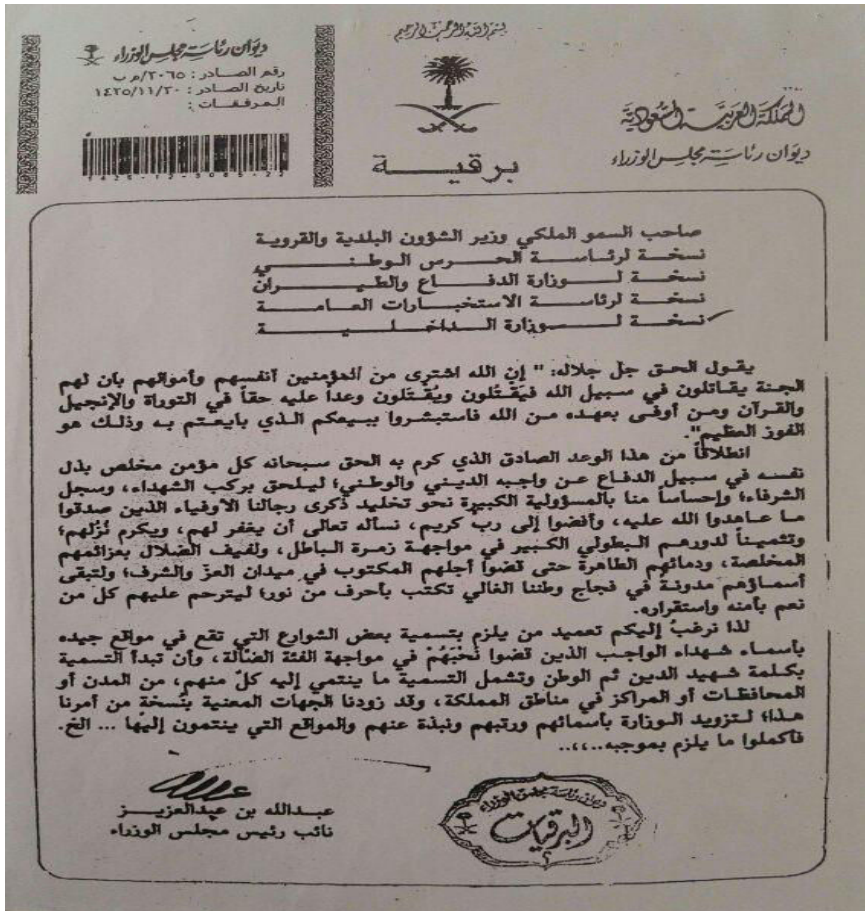 بسم الله الرحمن الرحيم
ديوان رئاسة مجلس الوزراء
رقم الصادر : ٢٠٦٥/م ب
تاريخ الصادر : ١٤٢٥/١١/٢٠
المرفقات :
المملكة العربية السعودية
ديوان رئاسة مجلس الوزراء
برقية
صاحب السمو الملكي وزير الشؤون البلدية والقروية
نسخة لرئاسة الحرس الوطني
نسخة لوزارة الدفاع والطيران
نسخة لرئاسة الاستخبارات العامة
نسخة لوزارة الداخلية
يقول الحق جل جلاله: " إن الله اشترى من المؤمنين أنفسهم وأموالهم بأن لهم
الجنة يقاتلون في سبيل الله فيَقتُلون ويُقتَلون وعداً عليه حقاً في التوراة والإنجيل
والقرآن ومن أوفى بعهده من الله فاستبشروا ببيعكم الذي بايعتم به وذلك هو
الفوز العظيم".
انطلاقاً من هذا الوعد الصادق الذي كرم به الحق سبحانه كل مؤمن مخلص بذل
نفسه في سبيل الدفاع عن واجبه الديني والوطني؛ ليلحق بركب الشهداء، وسجل
الشرفاء؛ وإحساساً منا بالمسؤولية الكبيرة نحو تخليد ذكرى رجالنا الأوفياء الذين صدقوا
ما عاهدوا الله عليه، وأفضوا إلى رب كريم، نسأله تعالى أن يغفر لهم، ويكرم نُزُلهم؛
وتثميناً لدورهم البطولي الكبير في مواجهة زمرة الباطل، ولفيف الضلال بعزائمهم
المخلصة، ودمائهم الطاهرة حتى قضوا أجلهم المكتوب في ميدان العز والشرف؛ ولتبقى
أسماؤهم مدونةً في فجاج وطننا الغالي تكتب بأحرف من نور؛ ليترحم عليهم كل من
نعم بأمنه واستقراره.
لذا نرغبُ إليكم تعميد من يلزم بتسمية بعض الشوارع التي تقع في مواقع جيده
بأسماء شهداء الواجب الذين قضوا نَحْبَهُمْ في مواجهة الفئة الضالة، وأن تبدأ التسمية
بكلمة شهيد الدين ثم الوطن وتشمل التسمية ما ينتمي إليه كلٌ منهم، من المدن أو
المحافظات أو المراكز في مناطق المملكة، وقد زودنا الجهات المعنية بنُسخة من أمرنا
هذا؛ لتزويد الوزارة بأسمائهم ورتبهم ونبذة عنهم والمواقع التي ينتمون إليها ... الخ.
فأكملوا ما يلزم بموجبه..،،..
عبدالله بن عبدالعزيز
نائب رئيس مجلس الوزراء
ديوان رئاسة مجلس الوزراء
البرقيات